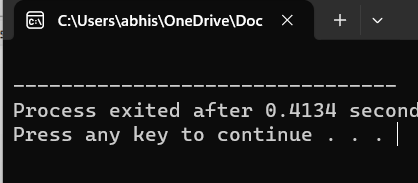 C:\Users\abhis\OneDrive\Doc
--------------------------------
Process exited after 0.4134 second
Press any key to continue . . .